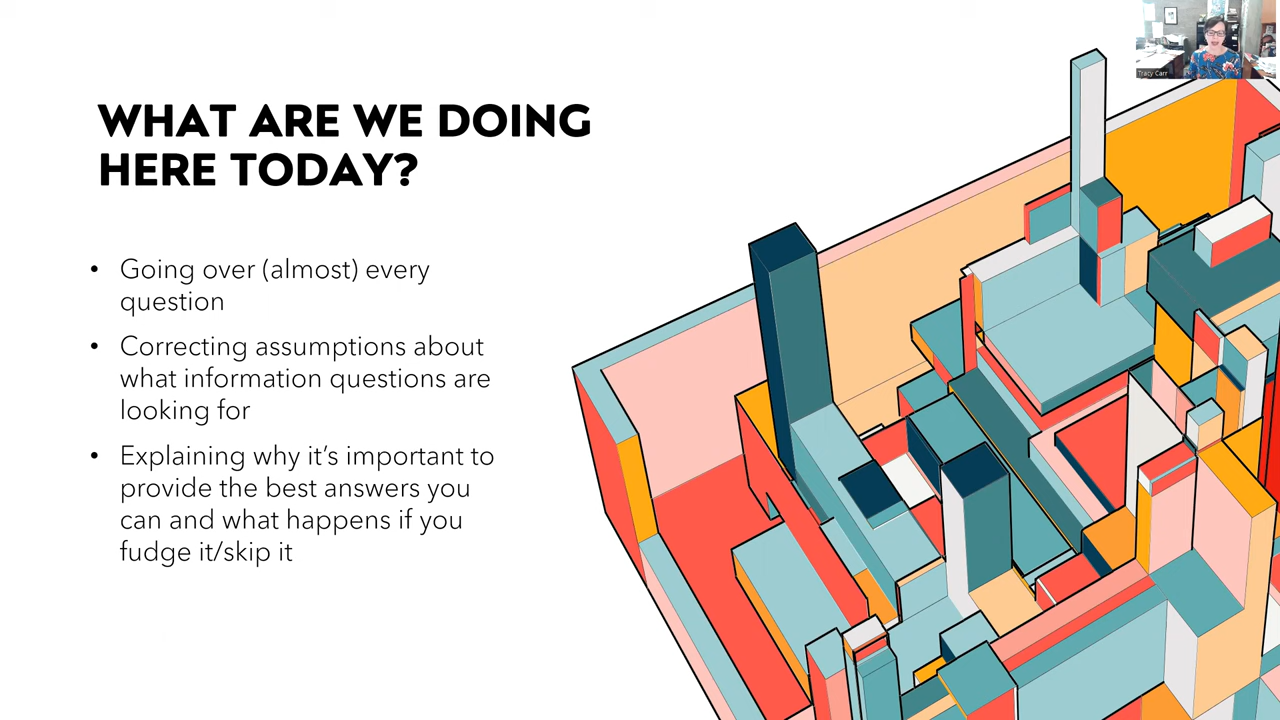 Tracy Carr
WHAT ARE WE DOING
HERE TODAY?
• Going over (almost) every
question
• Correcting assumptions about
what information questions are
looking for
• Explaining why it’s important to
provide the best answers you
can and what happens if you
fudge it/skip it